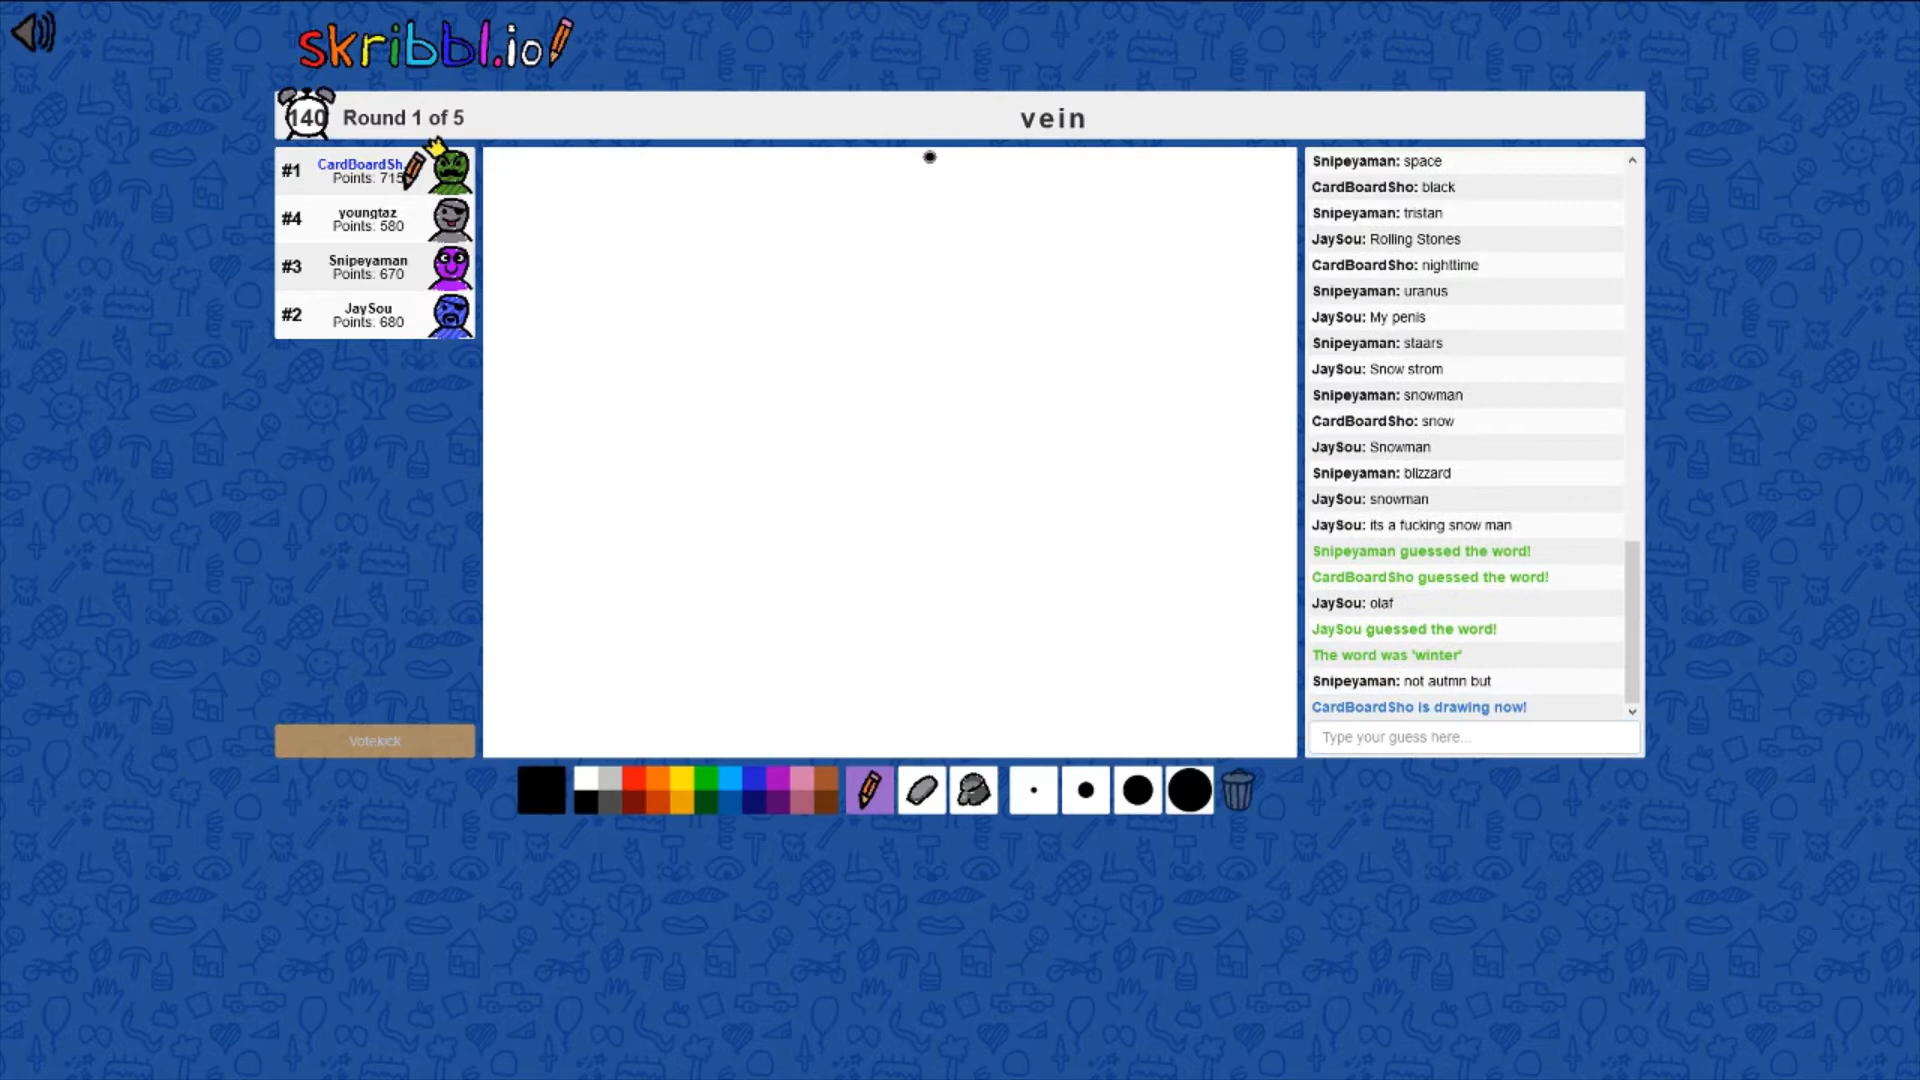 skribbl.io
140 Round 1 of 5
vein
#1 CardBoardSh
Points: 715
#4 youngtaz
Points: 580
#3 Snipeyaman
Points: 670
#2 JaySou
Points: 680
Votekick
Snipeyaman: space
CardBoardSho: black
Snipeyaman: tristan
JaySou: Rolling Stones
CardBoardSho: nighttime
Snipeyaman: uranus
JaySou: My penis
Snipeyaman: staars
JaySou: Snow strom
Snipeyaman: snowman
CardBoardSho: snow
JaySou: Snowman
Snipeyaman: blizzard
JaySou: snowman
JaySou: its a fucking snow man
Snipeyaman guessed the word!
CardBoardSho guessed the word!
JaySou: olaf
JaySou guessed the word!
The word was 'winter'
Snipeyaman: not autmn but
CardBoardSho is drawing now!
Type your guess here...